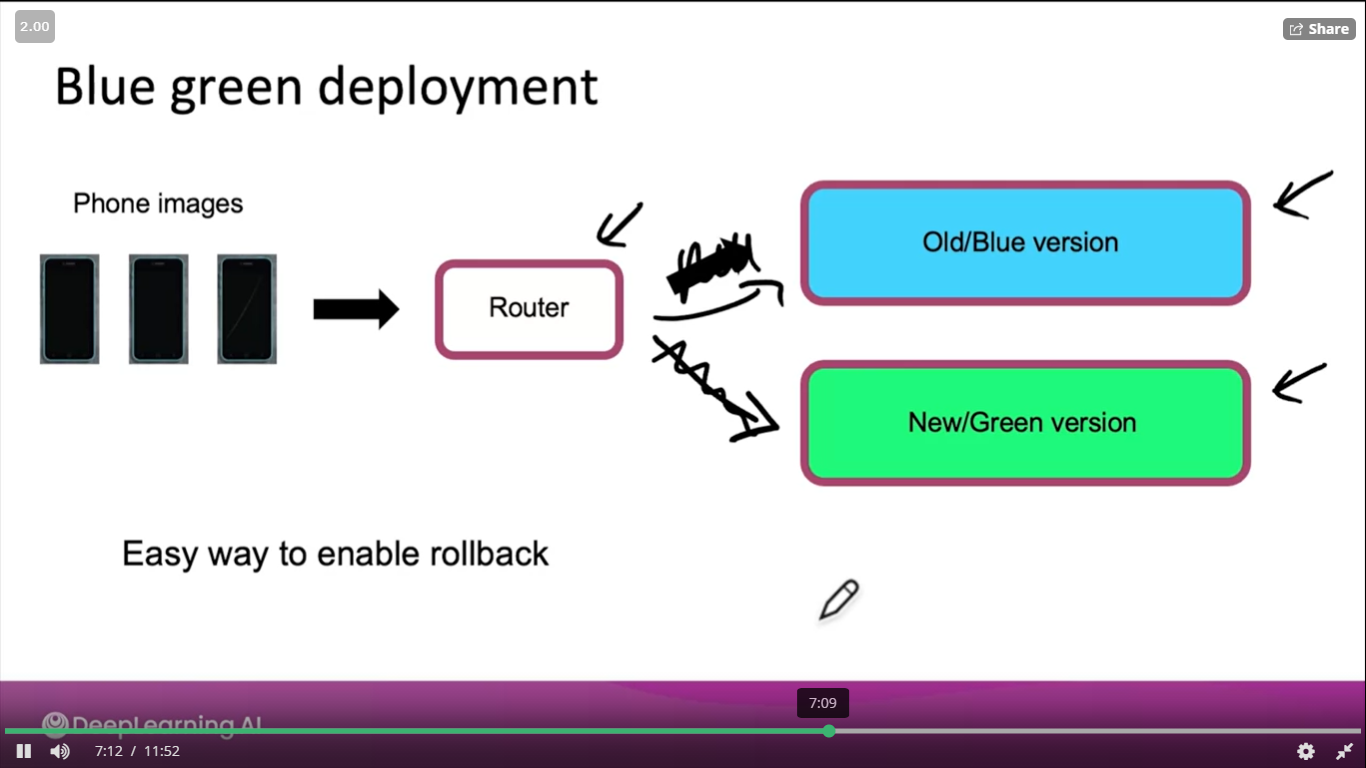 2.00
Share
Blue green deployment
Phone images
Router
Old/Blue version
New/Green version
Easy way to enable rollback
7:09
DeepLearning.AI
7:12 / 11:52